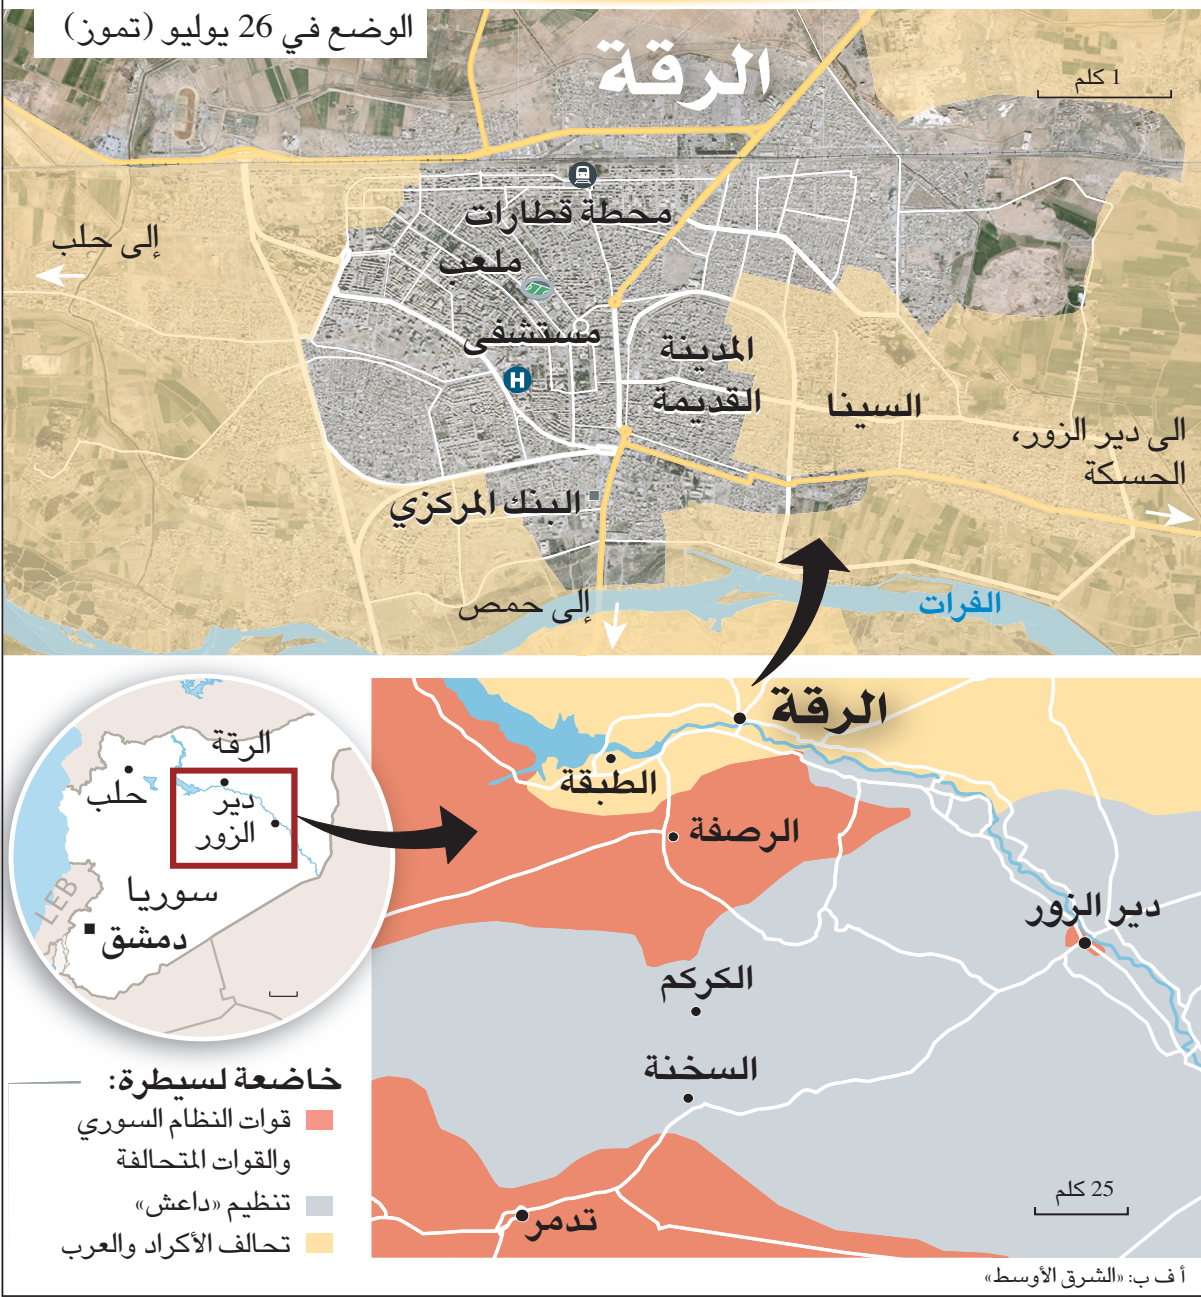 الوضع في 26 يوليو (تموز)
الرقة
1 كلم
محطة قطارات
إلى حلب
ملعب
مستشفى
H
المدينة
القديمة
السينا
الى دير الزور،
الحسكة
البنك المركزي
إلى حمص
الفرات
الرقة
حلب
دير
الزور
سوريا
دمشق
LEB
الرقة
الطبقة
الرصفة
دير الزور
الكركم
السخنة
تدمر
25 كلم
خاضعة لسيطرة:
قوات النظام السوري
والقوات المتحالفة
تنظيم «داعش»
تحالف الأكراد والعرب
أ ف ب: «الشرق الأوسط»